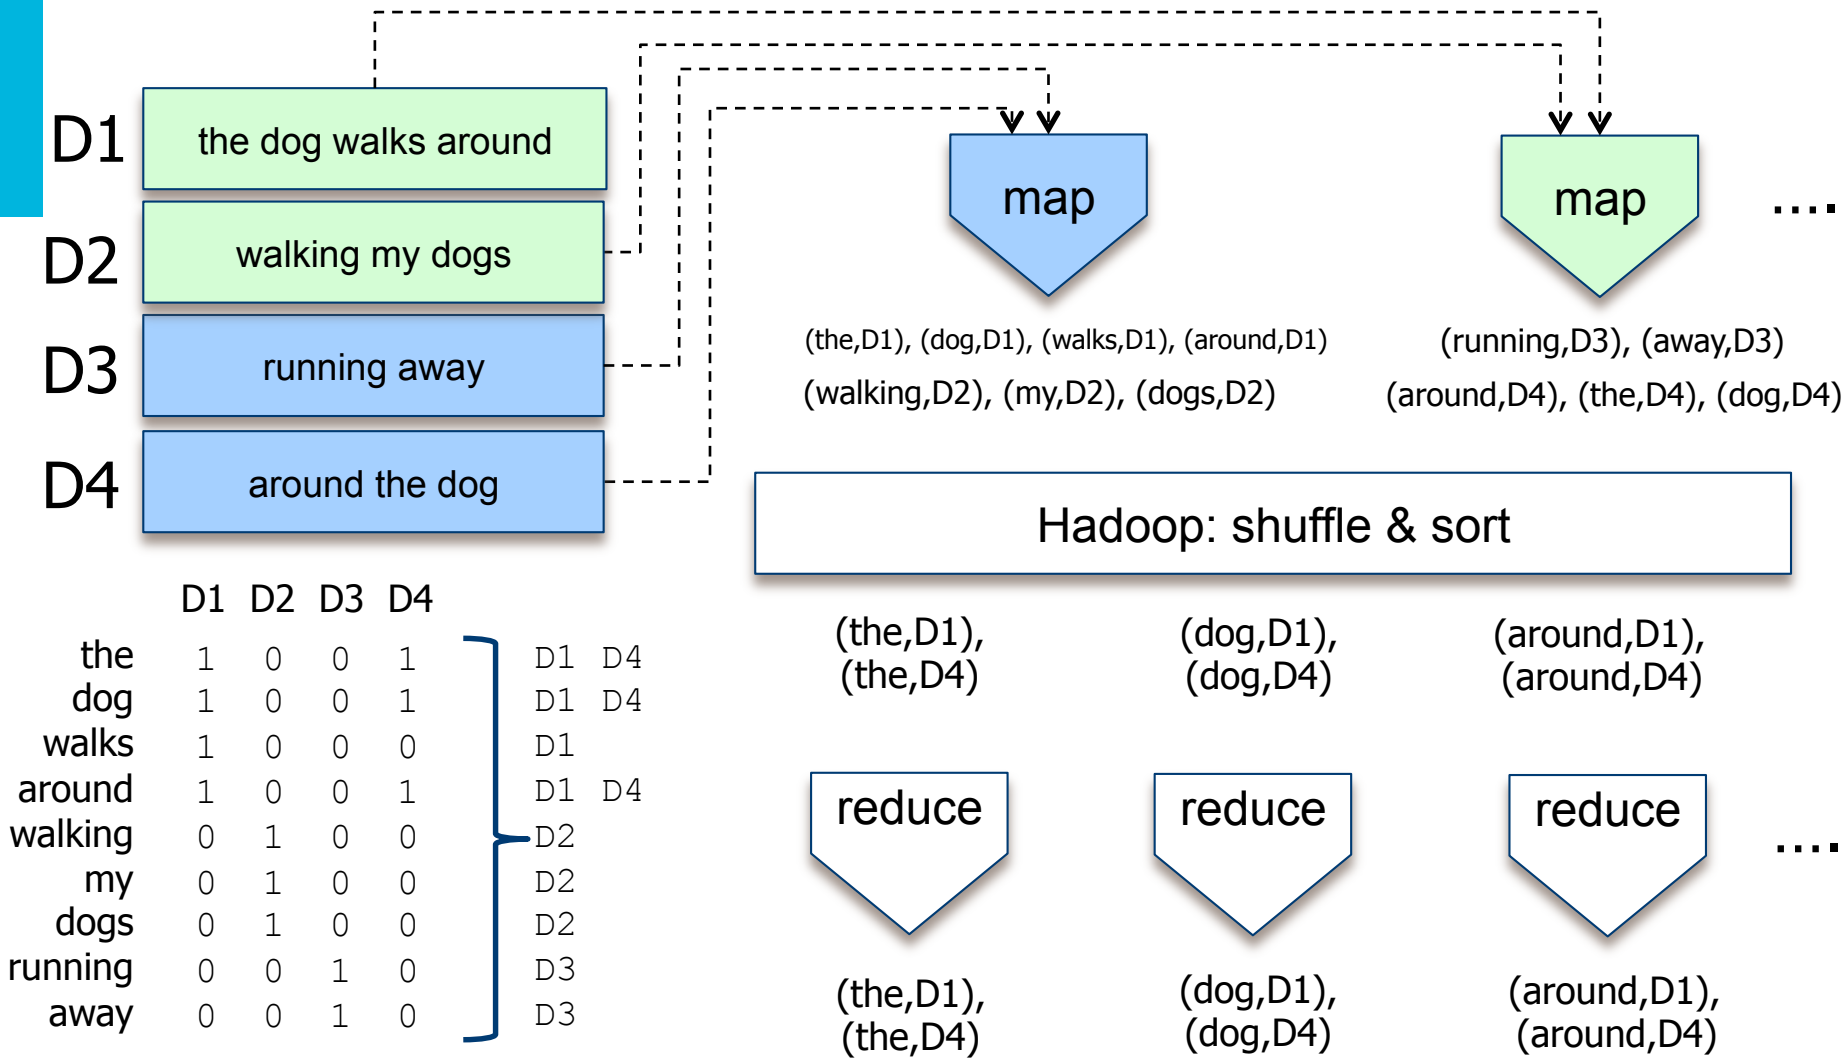 D1 the dog walks around
D2 walking my dogs
D3 running away
D4 around the dog
map
map
....
(the,D1), (dog,D1), (walks,D1), (around,D1)
(walking,D2), (my,D2), (dogs,D2)
(running,D3), (away,D3)
(around,D4), (the,D4), (dog,D4)
Hadoop: shuffle & sort
(the,D1),
(the,D4)
(dog,D1),
(dog,D4)
(around,D1),
(around,D4)
reduce
reduce
reduce
....
(the,D1),
(the,D4)
(dog,D1),
(dog,D4)
(around,D1),
(around,D4)
D1 D2 D3 D4
the 1 0 0 1 D1 D4
dog 1 0 0 1 D1 D4
walks 1 0 0 0 D1
around 1 0 0 1 D1 D4
walking 0 1 0 0 D2
my 0 1 0 0 D2
dogs 0 1 0 0 D2
running 0 0 1 0 D3
away 0 0 1 0 D3